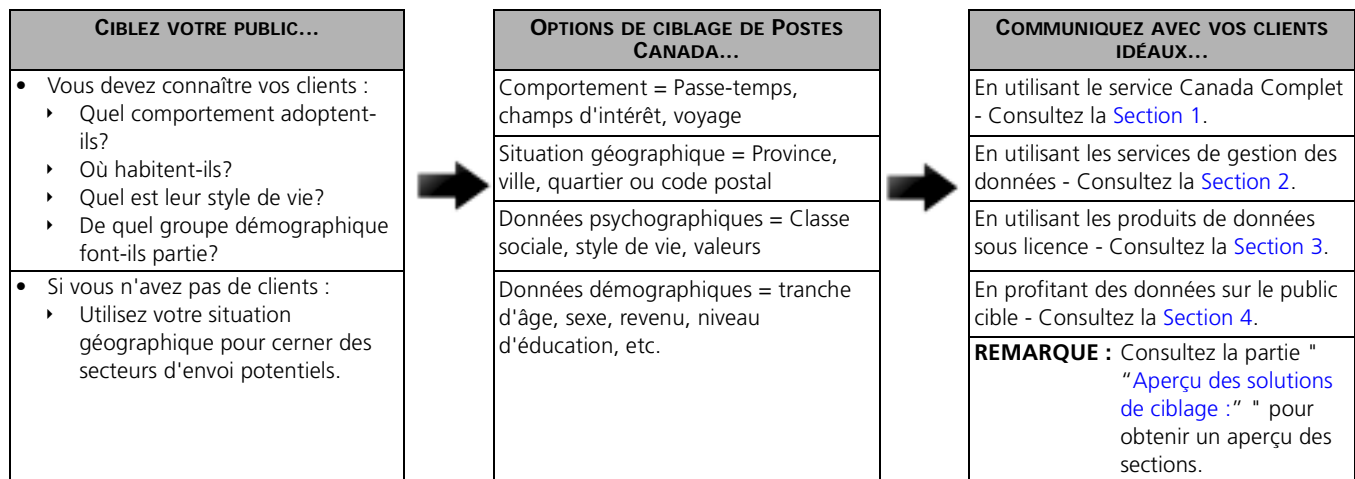 CIBLEZ VOTRE PUBLIC...
• Vous devez connaître vos clients :
‣ Quel comportement adoptent-
ils?
‣ Où habitent-ils?
‣ Quel est leur style de vie?
‣ De quel groupe démographique
font-ils partie?
• Si vous n'avez pas de clients :
‣ Utilisez votre situation
géographique pour cerner des
secteurs d'envoi potentiels.
OPTIONS DE CIBLAGE DE POSTES
CANADA...
Comportement = Passe-temps,
champs d'intérêt, voyage
Situation géographique = Province,
ville, quartier ou code postal
Données psychographiques = Classe
sociale, style de vie, valeurs
Données démographiques = tranche
d'âge, sexe, revenu, niveau
d'éducation, etc.
COMMUNIQUEZ AVEC VOS CLIENTS
IDÉAUX...
En utilisant le service Canada Complet
- Consultez la Section 1.
En utilisant les services de gestion des
données - Consultez la Section 2.
En utilisant les produits de données
sous licence - Consultez la Section 3.
En profitant des données sur le public
cible - Consultez la Section 4.
REMARQUE : Consultez la partie "
“Aperçu des solutions
de ciblage :” " pour
obtenir un aperçu des
sections.